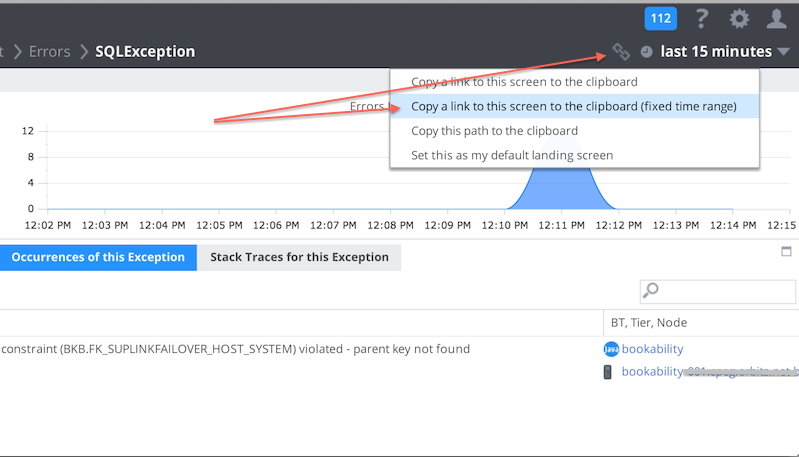 112 ?
t > Errors > SQLException last 15 minutes
Copy a link to this screen to the clipboard
Errors
Copy a link to this screen to the clipboard (fixed time range)
Copy this path to the clipboard
Set this as my default landing screen
12
8
4
0
12:02 PM 12:03 PM 12:04 PM 12:05 PM 12:06 PM 12:07 PM 12:08 PM 12:09 PM 12:10 PM 12:11 PM 12:12 PM 12:13 PM 12:14 PM 12:15
Occurrences of this Exception Stack Traces for this Exception
BT, Tier, Node
constraint (BKB.FK_SUPLINKFAILOVER_HOST_SYSTEM) violated - parent key not found
Java bookability
bookability